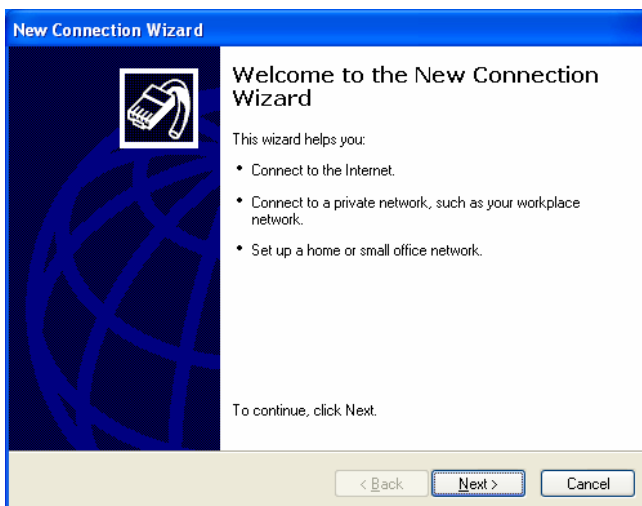 New Connection Wizard
Welcome to the New Connection
Wizard
This wizard helps you:
• Connect to the Internet.
• Connect to a private network, such as your workplace
network.
• Set up a home or small office network.
To continue, click Next.
< Back Next > Cancel